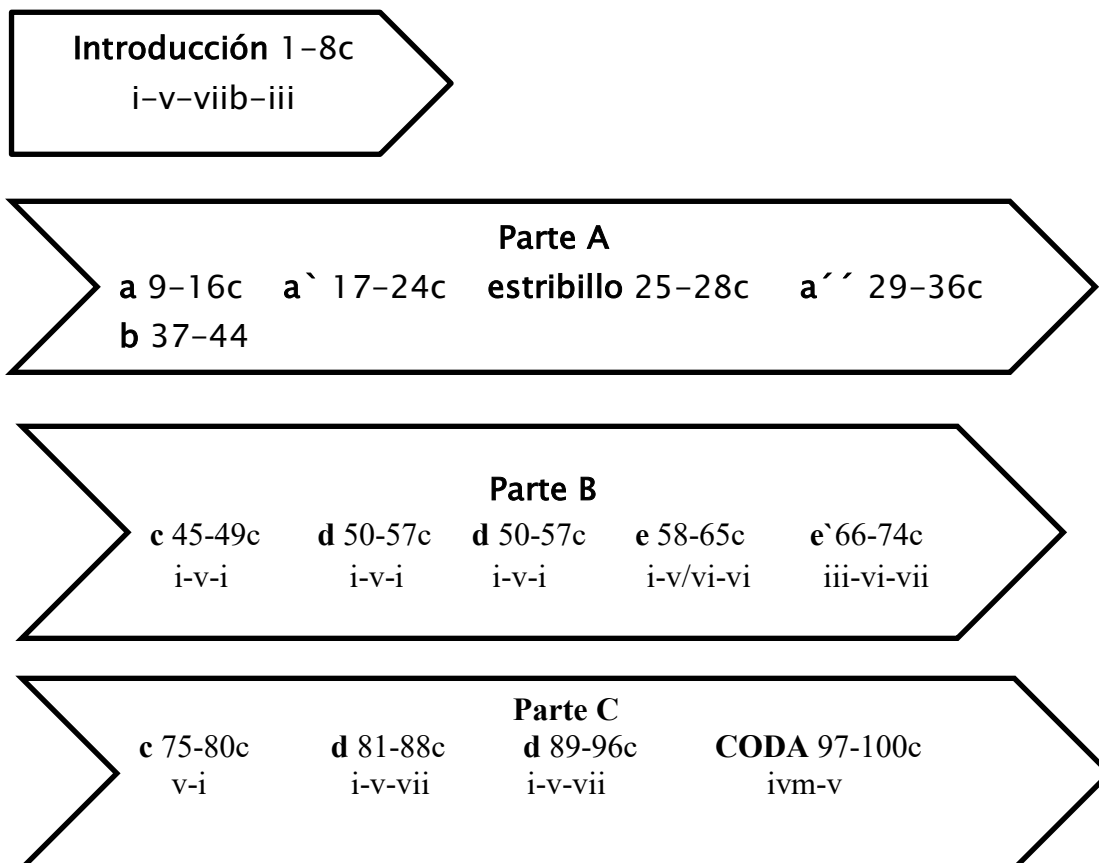 Introducción 1-8c
i-v-viib-iii
Parte A
a 9-16c a` 17-24c estribillo 25-28c a´´ 29-36c
b 37-44
Parte B
c 45-49c d 50-57c d 50-57c e 58-65c e`66-74c
i-v-i i-v-i i-v-i i-v/vi-vi iii-vi-vii
Parte C
c 75-80c d 81-88c d 89-96c CODA 97-100c
v-i i-v-vii i-v-vii ivm-v